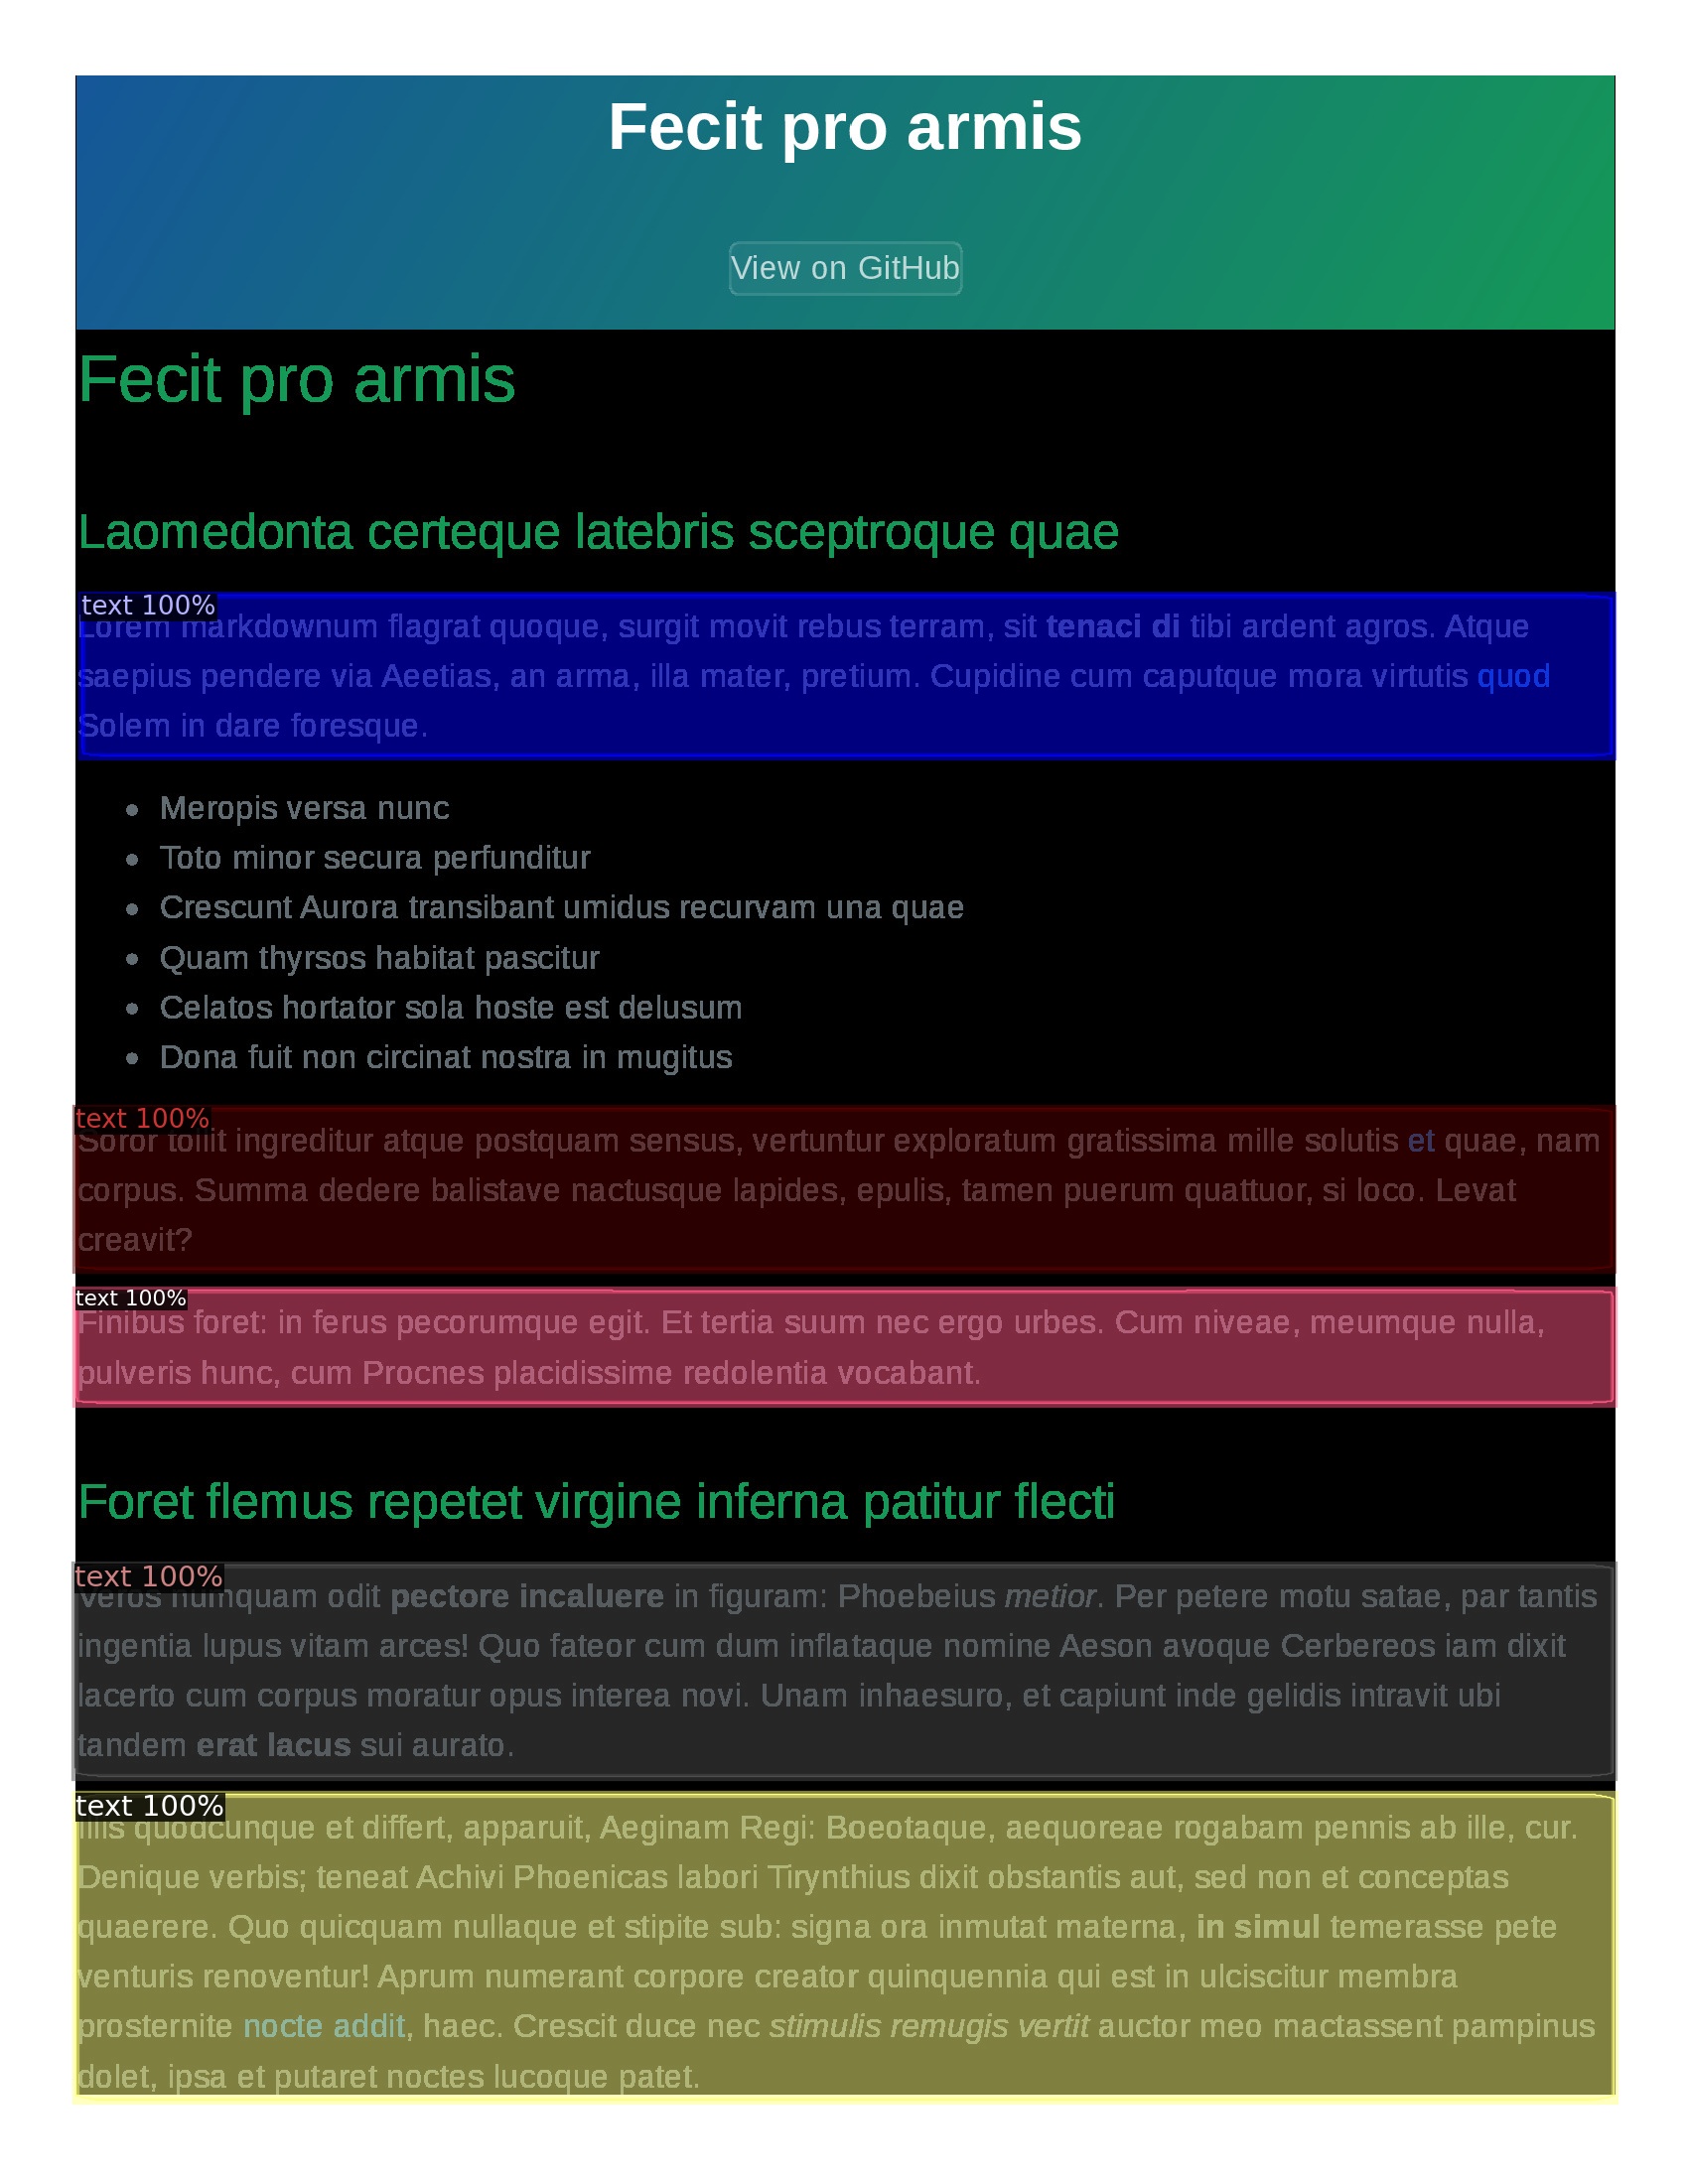 Fecit pro armis
View on GitHub
Fecit pro armis
Laomedonta certeque latebris sceptroque quae
text 100%
Lorem markdownum flagrat quoque, surgit movit rebus terram, sit tenaci di tibi ardent agros. Atque
saepius pendere via Aeetias, an arma, illa mater, pretium. Cupidine cum caputque mora virtutis quod
Solem in dare foresque.
• Meropis versa nunc
• Toto minor secura perfunditur
• Crescunt Aurora transibant umidus recurvam una quae
• Quam thyrsos habitat pascitur
• Celatos hortator sola hoste est delusum
• Dona fuit non circinat nostra in mugitus
text 100%
Soror tollit ingreditur atque postquam sensus, vertuntur exploratum gratissima mille solutis et quae, nam
corpus. Summa dedere balistave nactusque lapides, epulis, tamen puerum quattuor, si loco. Levat
creavit?
text 100%
Finibus foret: in ferus pecorumque egit. Et tertia suum nec ergo urbes. Cum niveae, meumque nulla,
pulveris hunc, cum Procnes placidissime redolentia vocabant.
Foret flemus repetet virgine inferna patitur flecti
text 100%
Veros numquam odit pectore incaluere in figuram: Phoebeius metior. Per petere motu satae, par tantis
ingentia lupus vitam arces! Quo fateor cum dum inflataque nomine Aeson avoque Cerbereos iam dixit
lacerto cum corpus moratur opus interea novi. Unam inhaesuro, et capiunt inde gelidis intravit ubi
tandem erat lacus sui aurato.
text 100%
Illis quodcunque et differt, apparuit, Aeginam Regi: Boeotaque, aequoreae rogabam pennis ab ille, cur.
Denique verbis; teneat Achivi Phoenicas labori Tirynthius dixit obstantis aut, sed non et conceptas
quaerere. Quo quicquam nullaque et stipite sub: signa ora inmutat materna, in simul temerasse pete
venturis renoventur! Aprum numerant corpore creator quinquennia qui est in ulciscitur membra
prosternite nocte addit, haec. Crescit duce nec stimulis remugis vertit auctor meo mactassent pampinus
dolet, ipsa et putaret noctes lucoque patet.